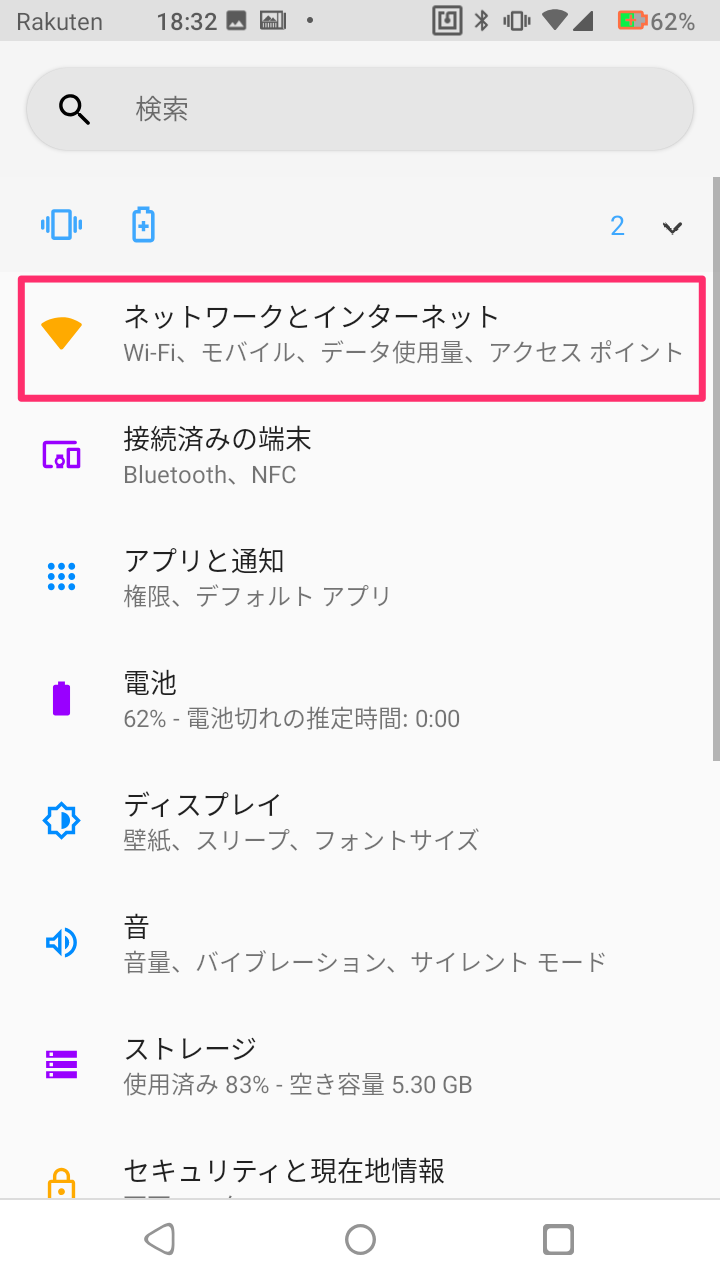 Rakuten 18:32 62%
検索
2
ネットワークとインターネット
Wi-Fi、モバイル、データ使用量、アクセス ポイント
接続済みの端末
Bluetooth、NFC
アプリと通知
権限、デフォルト アプリ
電池
62% - 電池切れの推定時間: 0:00
ディスプレイ
壁紙、スリープ、フォントサイズ
音
音量、バイブレーション、サイレント モード
ストレージ
使用済み 83% - 空き容量 5.30 GB
セキュリティと現在地情報